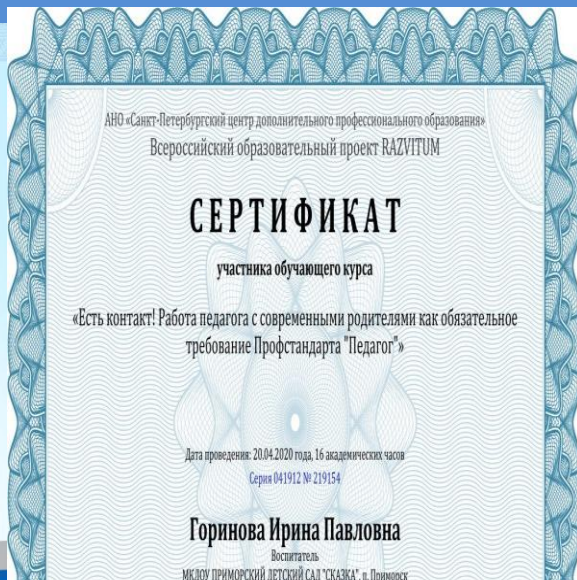 АНО «Санкт-Петербургский центр дополнительного профессионального образования»
Всероссийский образовательный проект RAZVITUM
СЕРТИФИКАТ
участника обучающего курса
«Есть контакт! Работа педагога с современными родителями как обязательное
требование Профстандарта "Педагог"»
Дата проведения: 20.04.2020 года, 16 академических часов
Серия 041912 № 219154
Горинова Ирина Павловна
Воспитатель
МКДОУ ПРИМОРСКИЙ ДЕТСКИЙ САД "СКАЗКА", п. Приморск